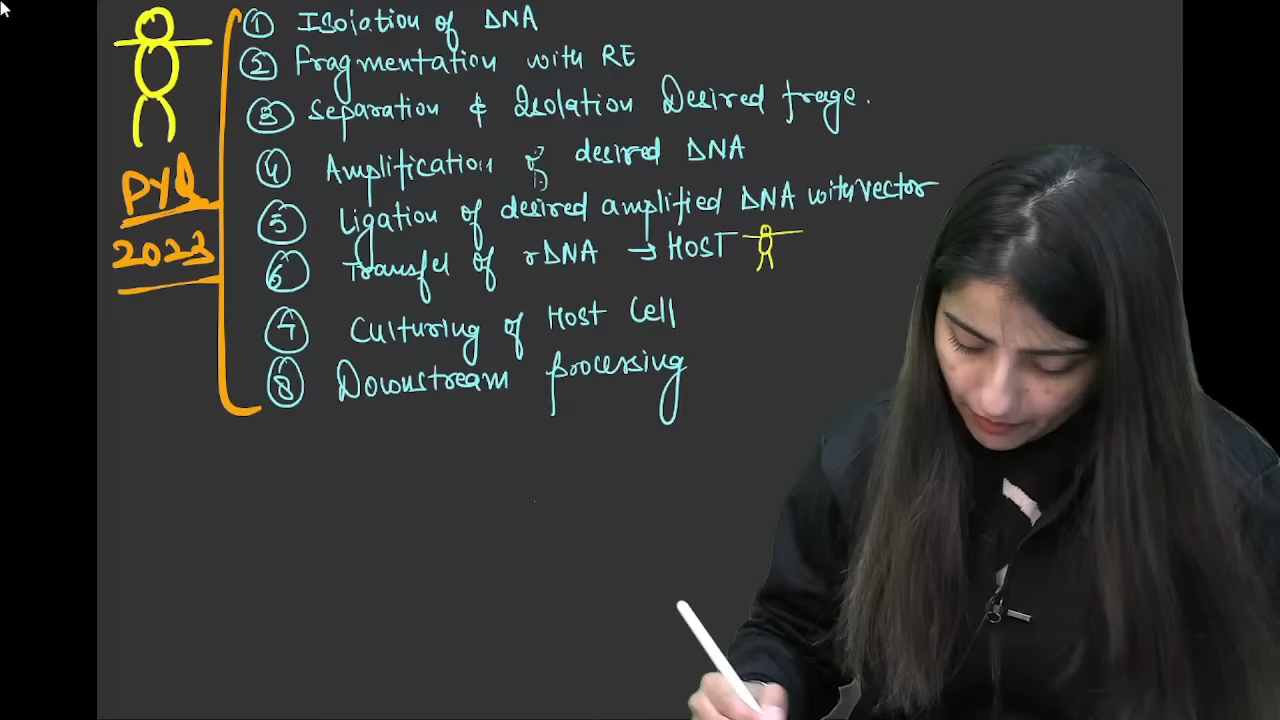 ① Isolation of DNA
② Fragmentation with RE
③ Separation & Isolation Desired frage.
④ Amplification of desired DNA
⑤ Ligation of desired amplified DNA with vector
⑥ Transfer of rDNA → HOST
⑦ Culturing of Host Cell
⑧ Downstream processing
PYQ
2023